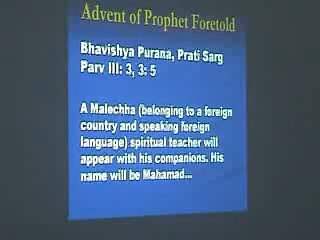 Advent of Prophet Foretold
Bhavishya Purana, Prati Sarg
Parv III: 3, 3: 5
A Malechha (belonging to a foreign
country and speaking foreign
language) spiritual teacher will
appear with his companions. His
name will be Mahamad...